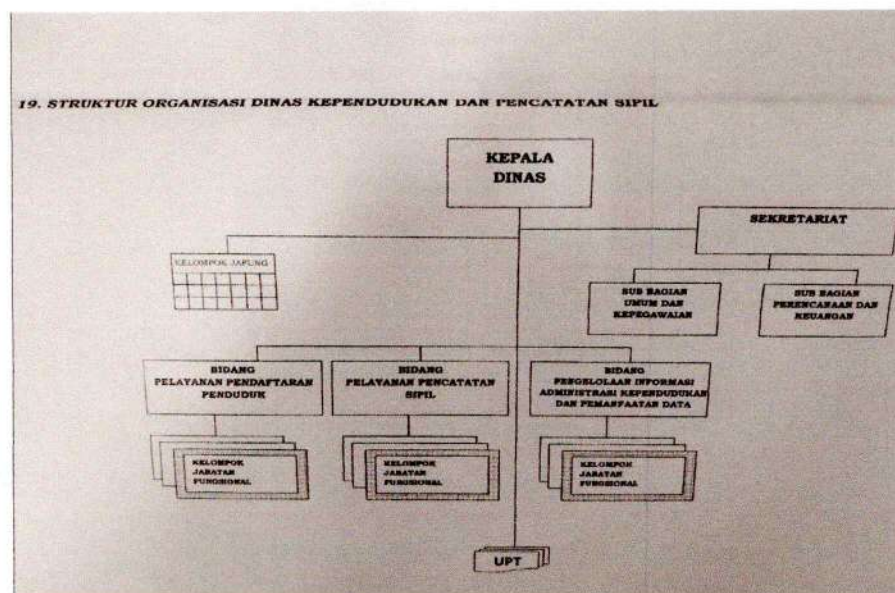 19. STRUKTUR ORGANISASI DINAS KEPENDUDUKAN DAN PENCATATAN SIPIL
KEPALA
DINAS
SEKRETARIAT
KELOMPOK JAFUNG
SUB BAGIAN
UMUM DAN
KEPEGAWAIAN
SUB BAGIAN
PERENCANAAN DAN
KEUANGAN
BIDANG
PELAYANAN PENDAFTARAN
PENDUDUK
BIDANG
PELAYANAN PENCATATAN
SIPIL
BIDANG
PENGELOLAAN INFORMASI
ADMINISTRASI KEPENDUDUKAN
DAN PEMANFAATAN DATA
KELOMPOK
JABATAN
FUNGSIONAL
KELOMPOK
JABATAN
FUNGSIONAL
KELOMPOK
JABATAN
FUNGSIONAL
UPT